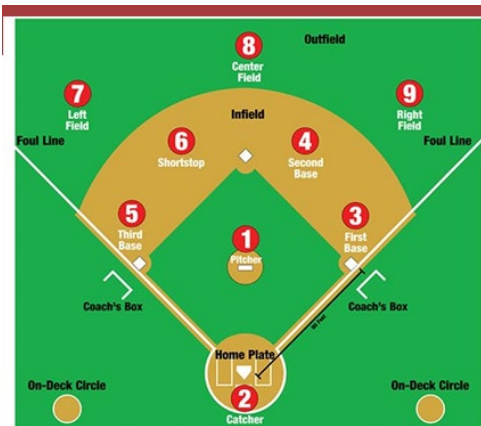 8
Outfield
Center
Field
7
9
Left
Field
Infield
Right
Field
Foul Line
6
4
Foul Line
Shortstop
Second
Base
5
3
Third
Base
1
First
Base
Pitcher
Coach's Box
Coach's Box
90 Feet
Home Plate
On-Deck Circle
On-Deck Circle
2
Catcher